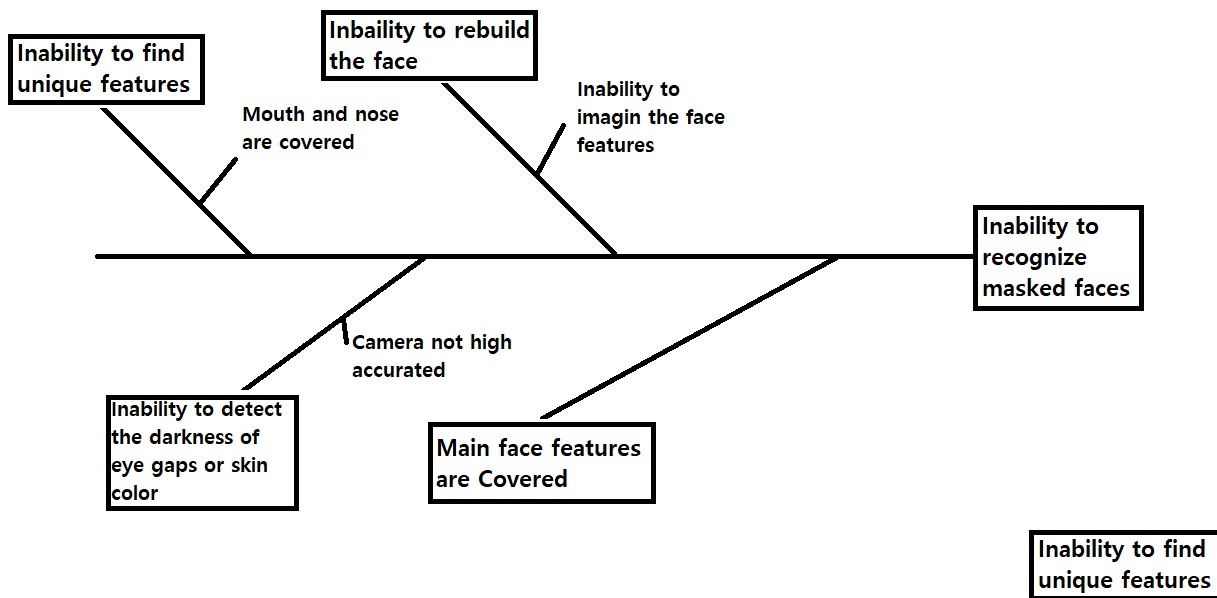 Inability to find
unique features
Inbaility to rebuild
the face
Mouth and nose
are covered
Inability to
imagin the face
features
Inability to
recognize
masked faces
Camera not high
accurated
Inability to detect
the darkness of
eye gaps or skin
color
Main face features
are Covered
Inability to find
unique features